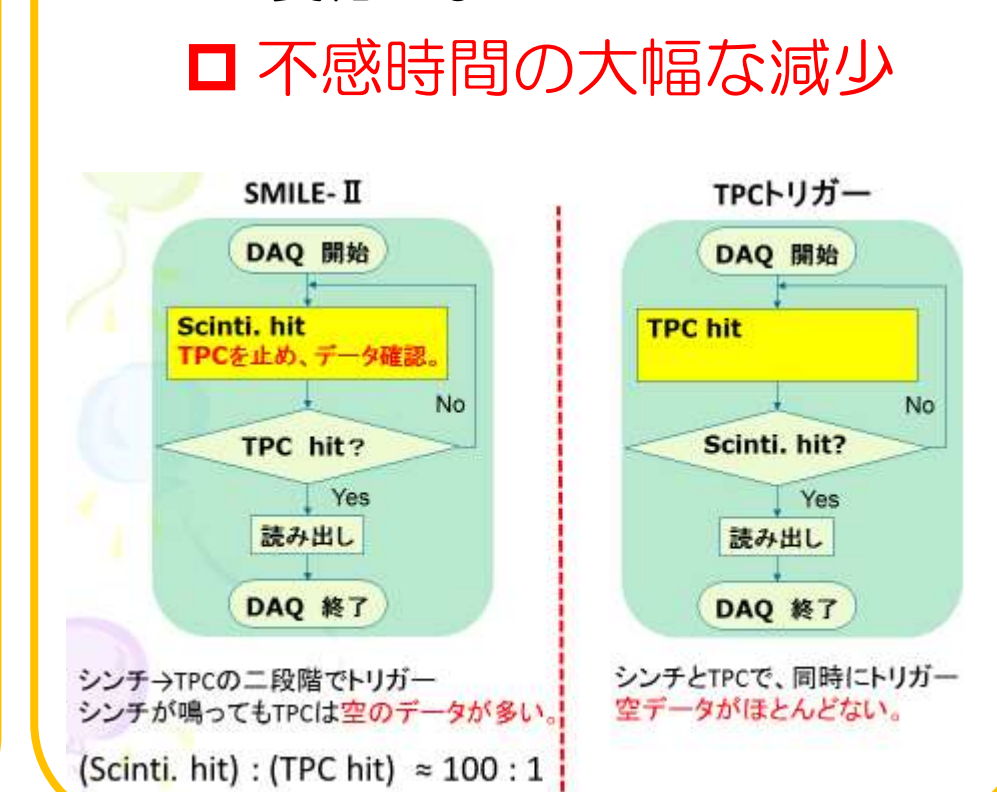 不感時間の大幅な減少
SMILE-Ⅱ
DAQ 開始
Scinti. hit
TPCを止め、データ確認。
No
TPC hit?
Yes
読み出し
DAQ 終了
シンチ→TPCの二段階でトリガー
シンチが鳴ってもTPCは空のデータが多い。
(Scinti. hit) : (TPC hit) ≈ 100 : 1
TPCトリガー
DAQ 開始
TPC hit
No
Scinti. hit?
Yes
読み出し
DAQ 終了
シンチとTPCで、同時にトリガー
空データがほとんどない。